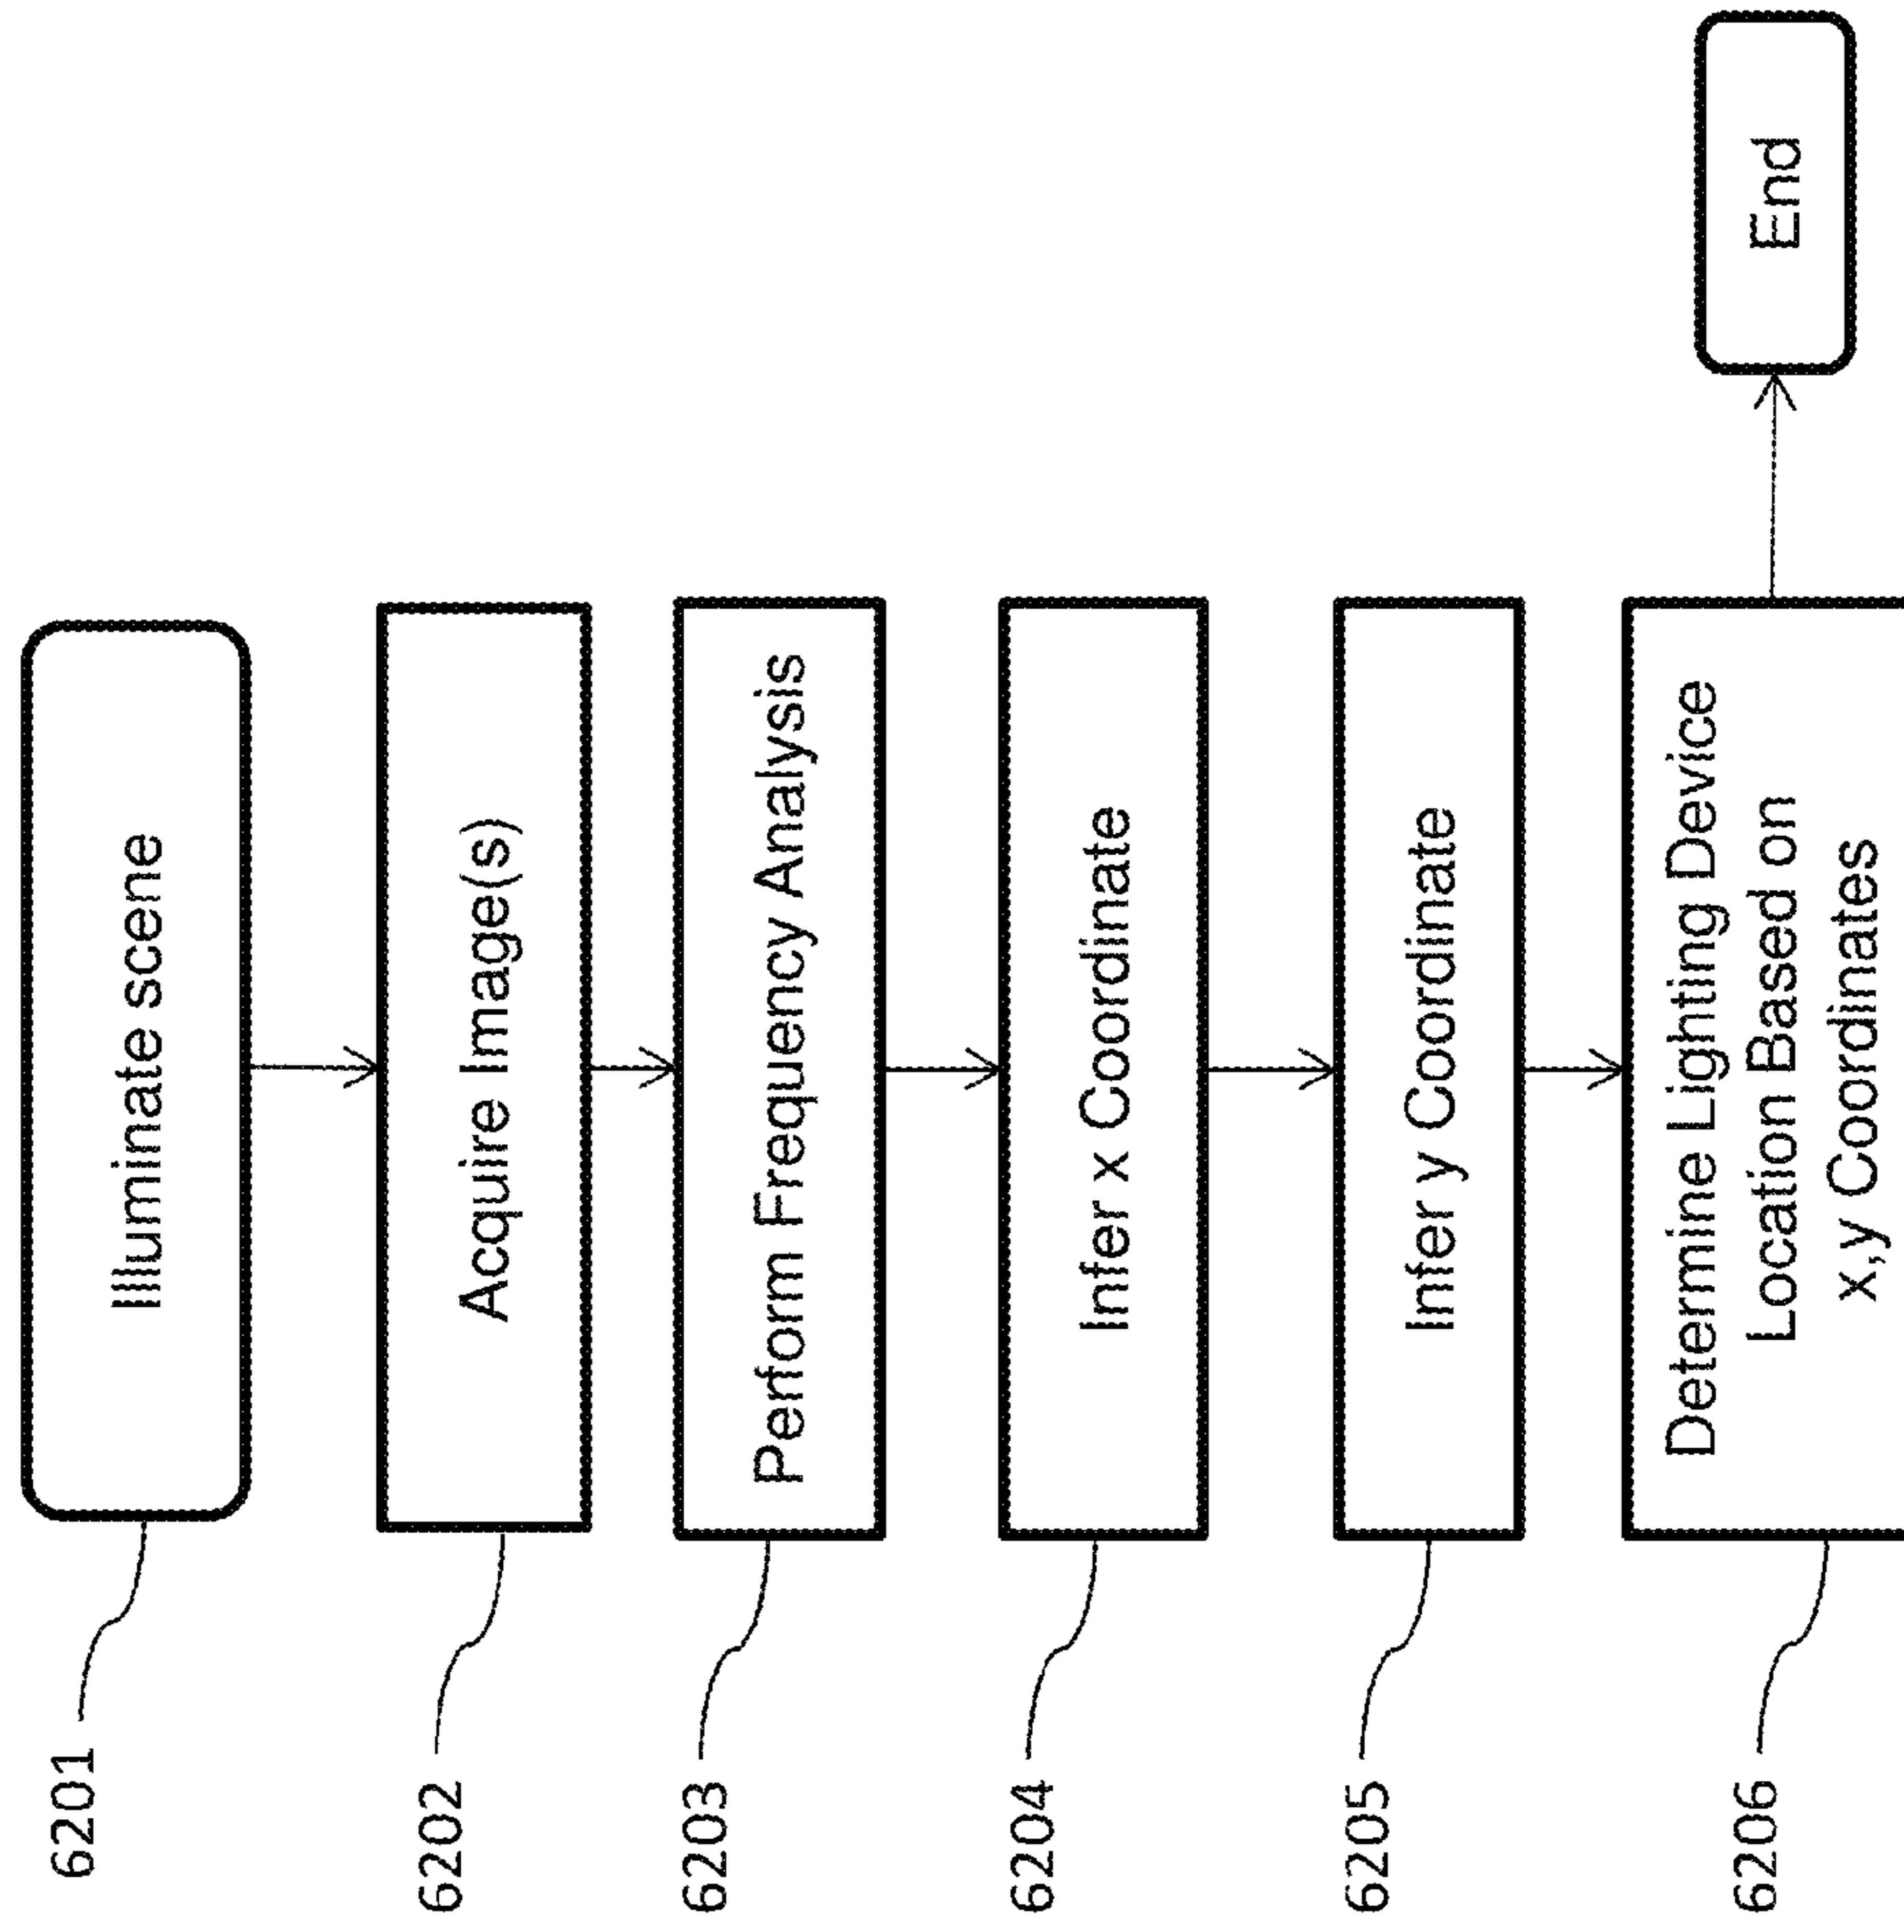 6201
Illuminate scene
6202
Acquire Image(s)
6203
Perform Frequency Analysis
6204
Infer x Coordinate
6205
Infer y Coordinate
6206
Determine Lighting Device
Location Based on
x,y Coordinates
End